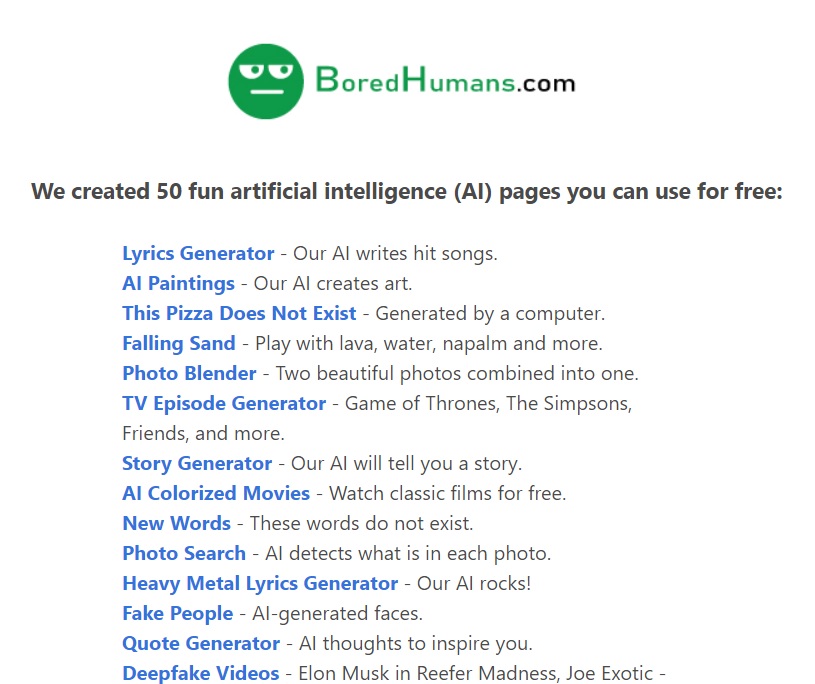 BoredHumans.com
We created 50 fun artificial intelligence (AI) pages you can use for free:
Lyrics Generator - Our AI writes hit songs.
AI Paintings - Our AI creates art.
This Pizza Does Not Exist - Generated by a computer.
Falling Sand - Play with lava, water, napalm and more.
Photo Blender - Two beautiful photos combined into one.
TV Episode Generator - Game of Thrones, The Simpsons,
Friends, and more.
Story Generator - Our AI will tell you a story.
AI Colorized Movies - Watch classic films for free.
New Words - These words do not exist.
Photo Search - AI detects what is in each photo.
Heavy Metal Lyrics Generator - Our AI rocks!
Fake People - AI-generated faces.
Quote Generator - AI thoughts to inspire you.
Deepfake Videos - Elon Musk in Reefer Madness, Joe Exotic -